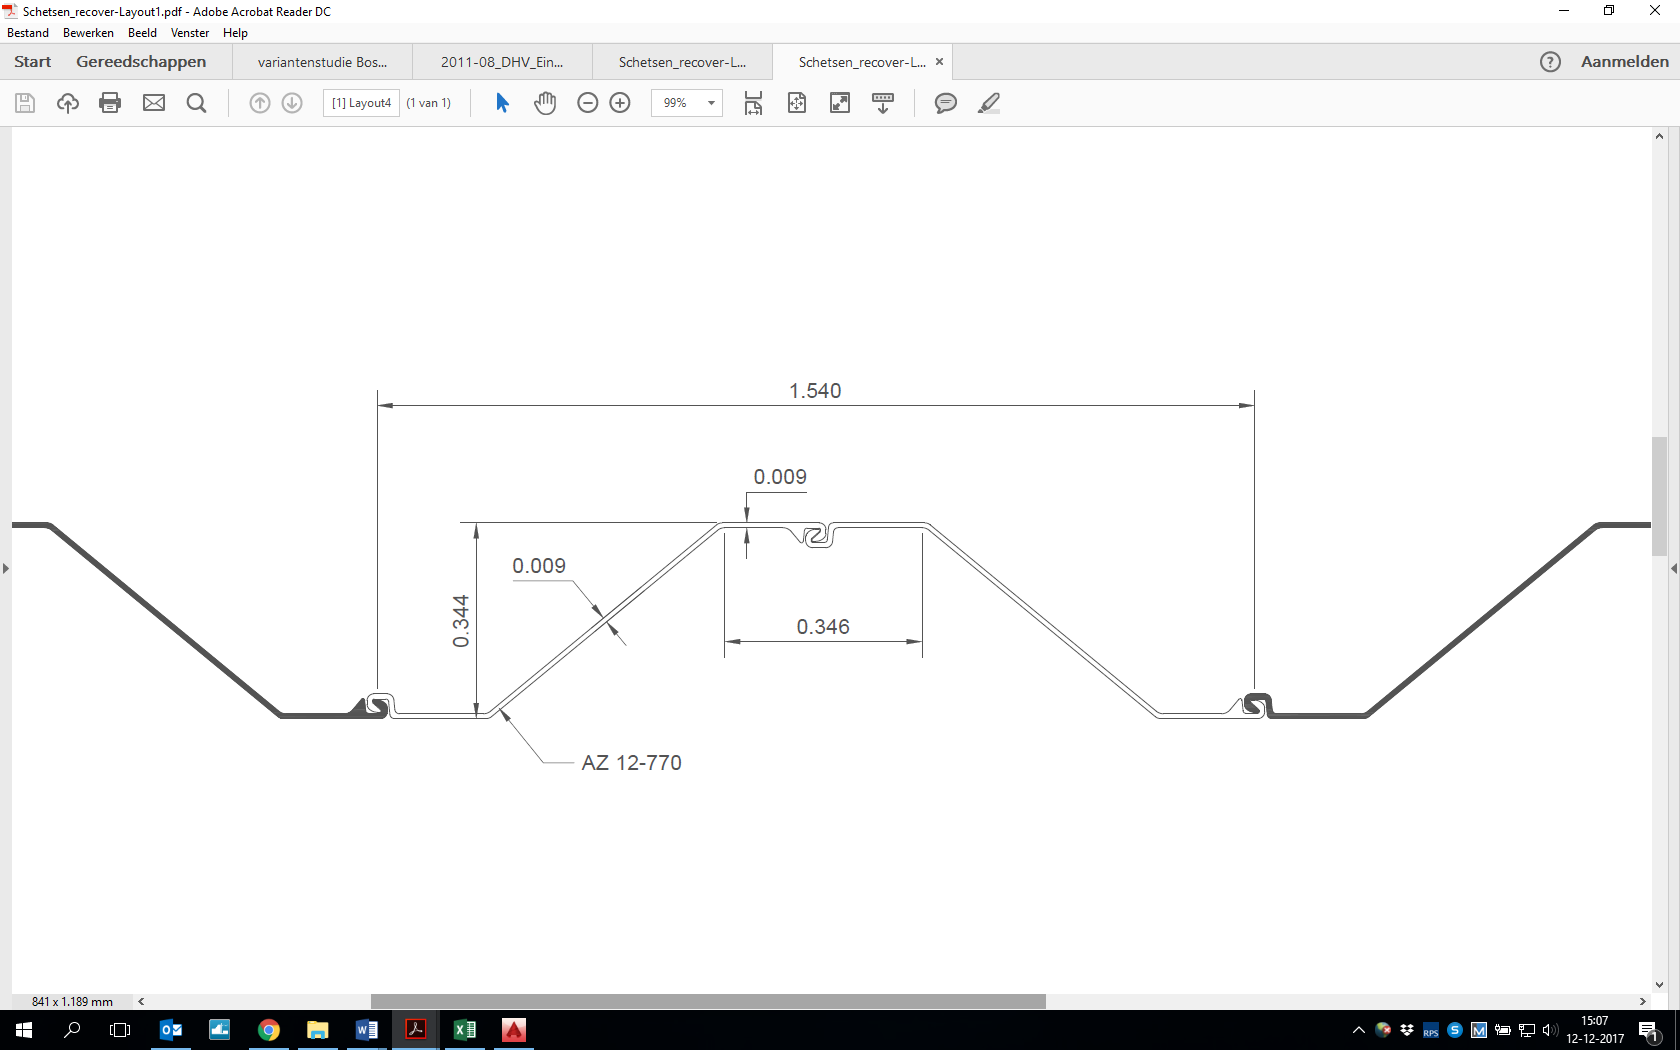 Schetsen_recover-Layout1.pdf - Adobe Acrobat Reader DC
Bestand Bewerken Beeld Venster Help
Start Gereedschappen variantenstudie Bos... 2011-08_DHV_Ein... Schetsen_recover-L... Schetsen_recover-L... × ? Aanmelden
[1] Layout4 (1 van 1) 99%
1.540
0.009
0.009
0.344
0.346
AZ 12-770
841 x 1.189 mm
RPS
15:07
12-12-2017
1